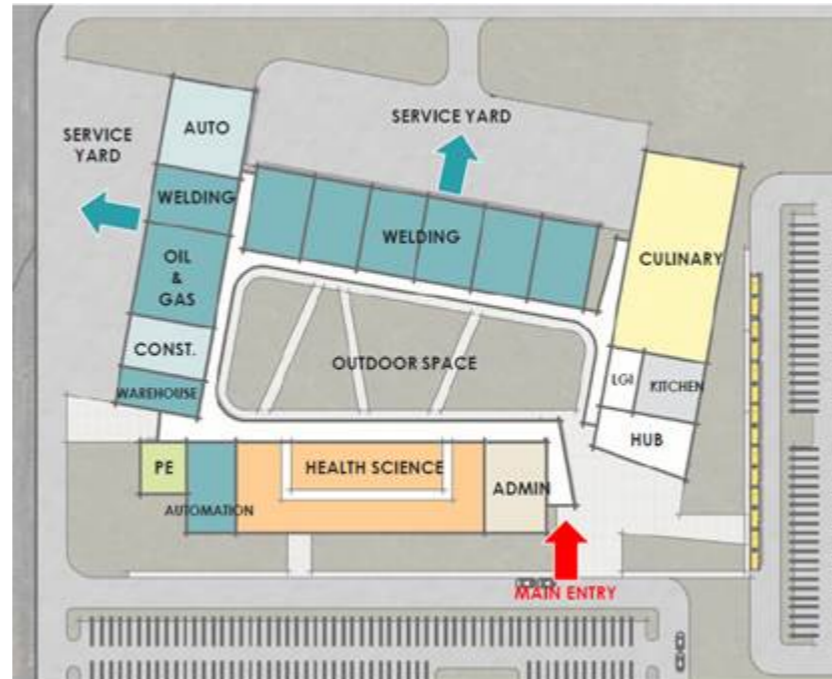 SERVICE YARD
AUTO
SERVICE
YARD
WELDING
WELDING
OIL
&
GAS
CULINARY
CONST.
OUTDOOR SPACE
WAREHOUSE
LGI
KITCHEN
HUB
PE
HEALTH SCIENCE
ADMIN
AUTOMATION
MAIN ENTRY